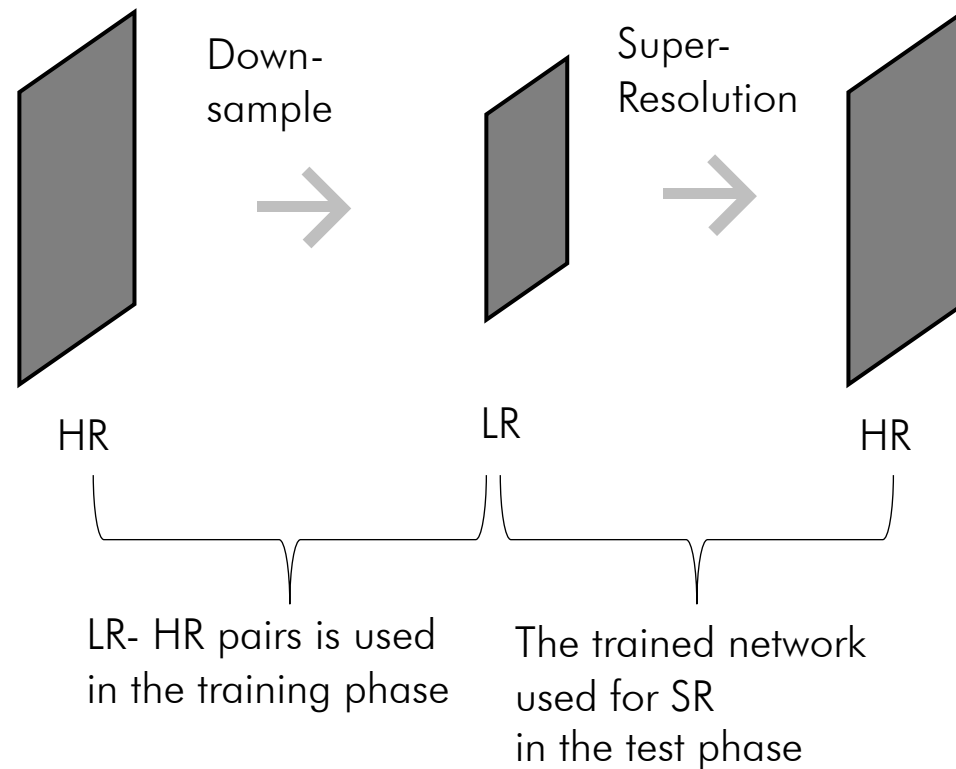 Down-
sample
Super-
Resolution
HR
LR
HR
LR- HR pairs is used
in the training phase
The trained network
used for SR
in the test phase